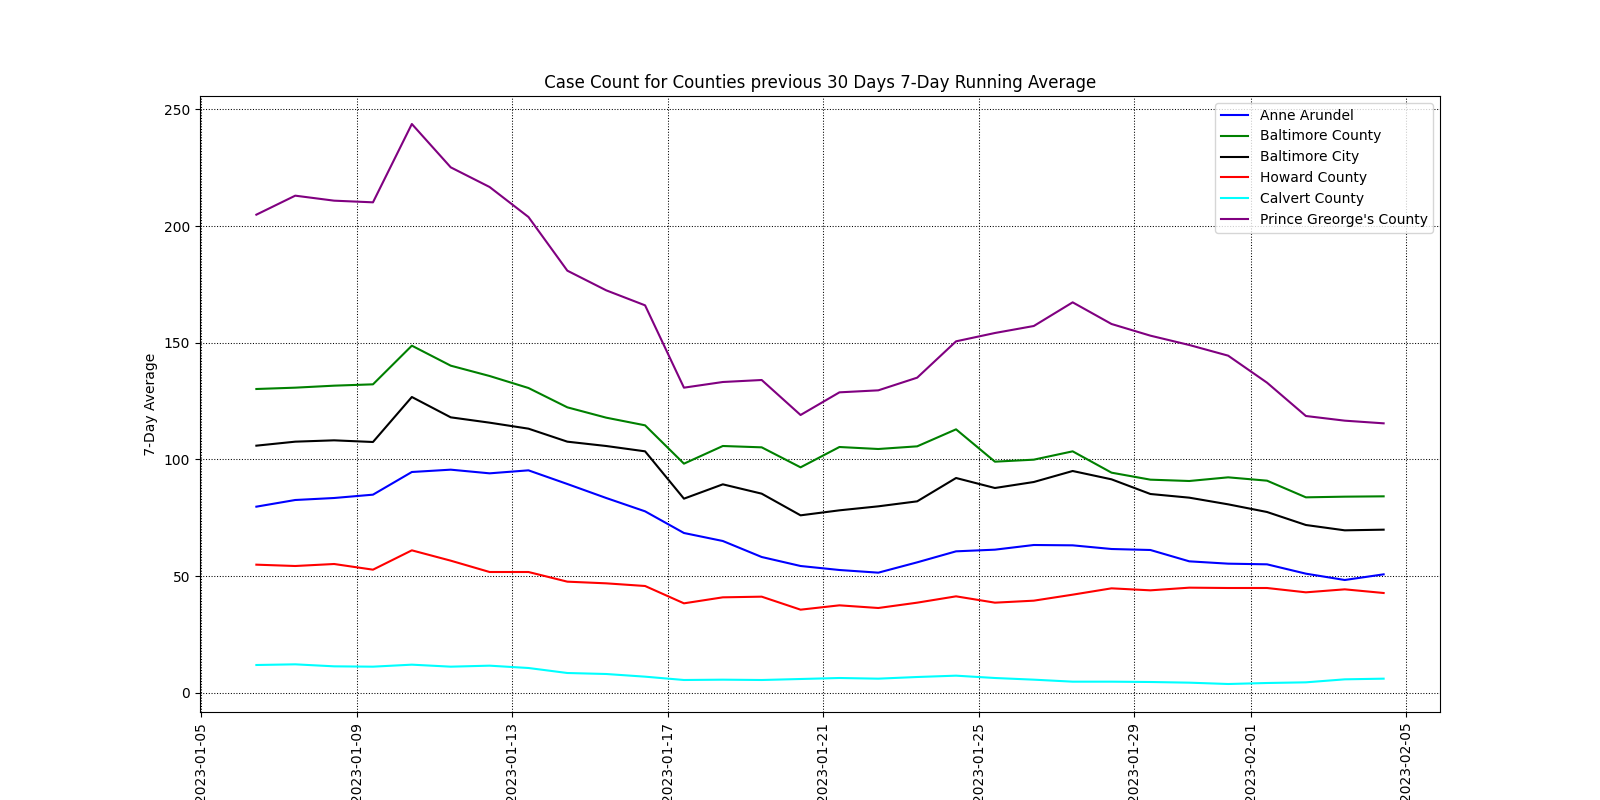 Case Count for Counties previous 30 Days 7-Day Running Average
250
200
150
100
50
0
7-Day Average
Anne Arundel
Baltimore County
Baltimore City
Howard County
Calvert County
Prince Greorge's County
2023-01-05
2023-01-09
2023-01-13
2023-01-17
2023-01-21
2023-01-25
2023-01-29
2023-02-01
2023-02-05